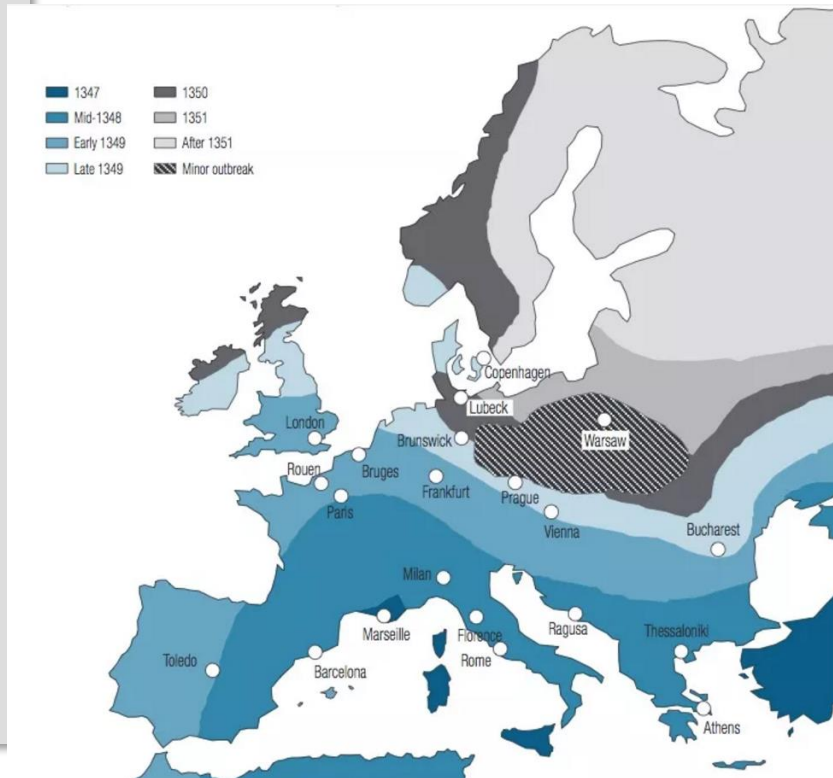 1347
Mid-1348
Early 1349
Late 1349
1350
1351
After 1351
Minor outbreak
Copenhagen
Lubeck
London
Brunswick
Warsaw
Rouen
Bruges
Frankfurt
Prague
Paris
Vienna
Bucharest
Milan
Marseille
Florence
Ragusa
Thessaloniki
Toledo
Rome
Barcelona
Athens